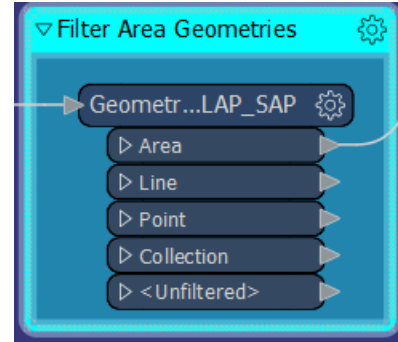 Filter Area Geometries
Geometr...LAP_SAP
Area
Line
Point
Collection
<Unfiltered>